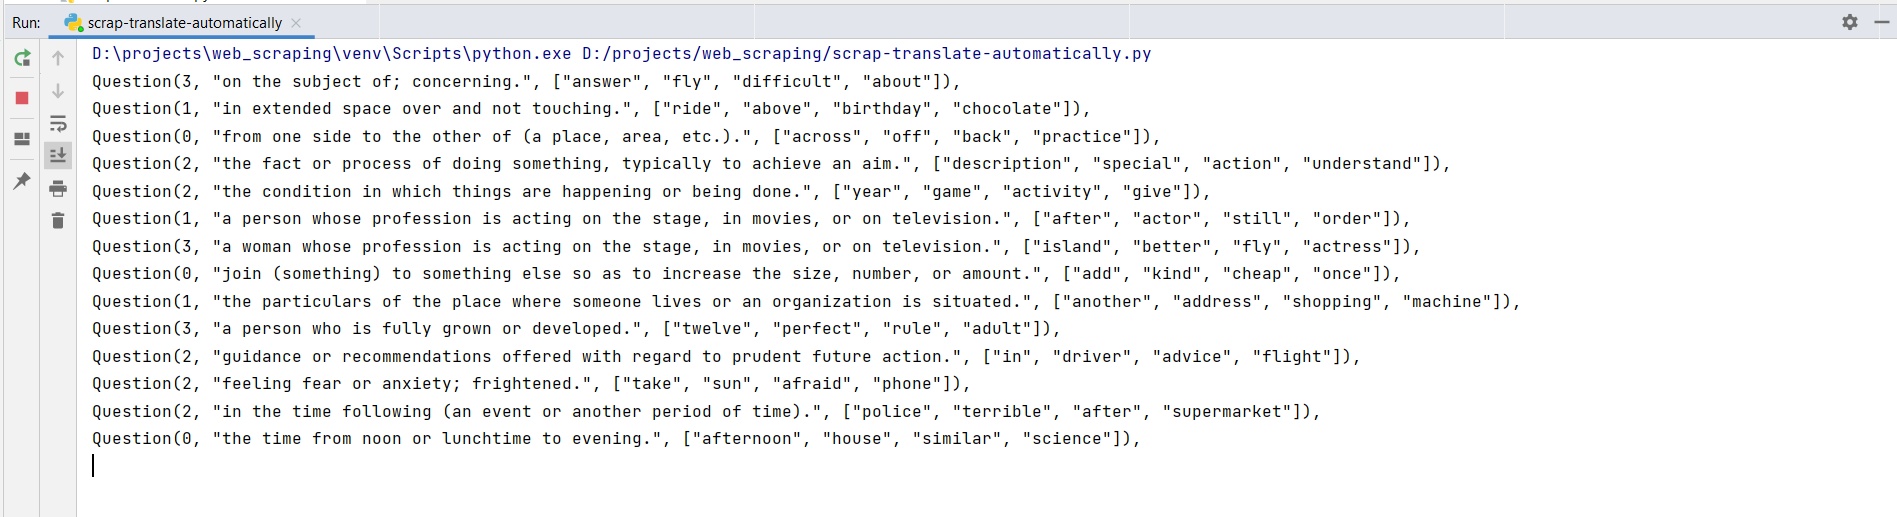 Run: scrap-translate-automatically
D:\projects\web_scraping\venv\Scripts\python.exe D:/projects/web_scraping/scrap-translate-automatically.py
Question(3, "on the subject of; concerning.", ["answer", "fly", "difficult", "about"]),
Question(1, "in extended space over and not touching.", ["ride", "above", "birthday", "chocolate"]),
Question(0, "from one side to the other of (a place, area, etc.).", ["across", "off", "back", "practice"]),
Question(2, "the fact or process of doing something, typically to achieve an aim.", ["description", "special", "action", "understand"]),
Question(2, "the condition in which things are happening or being done.", ["year", "game", "activity", "give"]),
Question(1, "a person whose profession is acting on the stage, in movies, or on television.", ["after", "actor", "still", "order"]),
Question(3, "a woman whose profession is acting on the stage, in movies, or on television.", ["island", "better", "fly", "actress"]),
Question(0, "join (something) to something else so as to increase the size, number, or amount.", ["add", "kind", "cheap", "once"]),
Question(1, "the particulars of the place where someone lives or an organization is situated.", ["another", "address", "shopping", "machine"]),
Question(3, "a person who is fully grown or developed.", ["twelve", "perfect", "rule", "adult"]),
Question(2, "guidance or recommendations offered with regard to prudent future action.", ["in", "driver", "advice", "flight"]),
Question(2, "feeling fear or anxiety; frightened.", ["take", "sun", "afraid", "phone"]),
Question(2, "in the time following (an event or another period of time).", ["police", "terrible", "after", "supermarket"]),
Question(0, "the time from noon or lunchtime to evening.", ["afternoon", "house", "similar", "science"]),